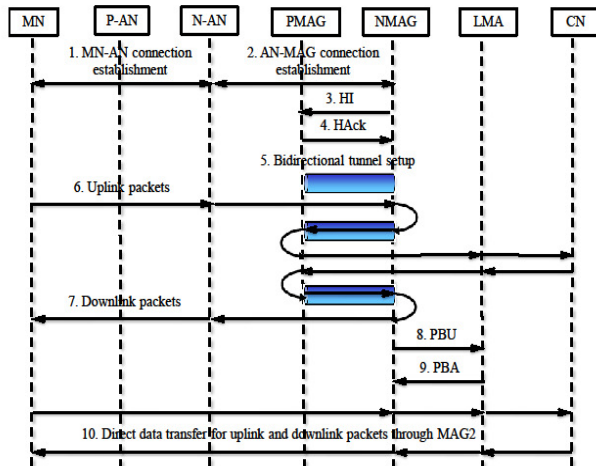 MN P-AN N-AN PMAG NMAG LMA CN
1. MN-AN connection
establishment
2. AN-MAG connection
establishment
3. HI
4. HAck
5. Bidirectional tunnel setup
6. Uplink packets
7. Downlink packets
8. PBU
9. PBA
10. Direct data transfer for uplink and downlink packets through MAG2